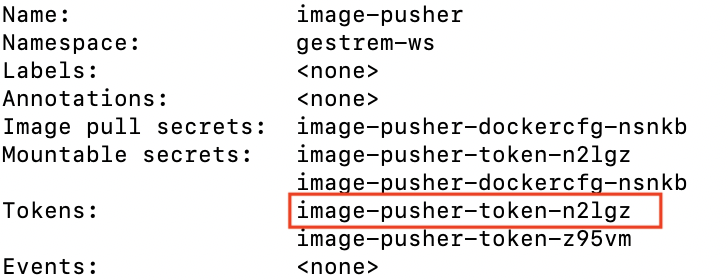 Name: image-pusher
Namespace: gestrem-ws
Labels: <none>
Annotations: <none>
Image pull secrets: image-pusher-dockercfg-nsnkb
Mountable secrets: image-pusher-token-n2lgz
image-pusher-dockercfg-nsnkb
Tokens: image-pusher-token-n2lgz
image-pusher-token-z95vm
Events: <none>